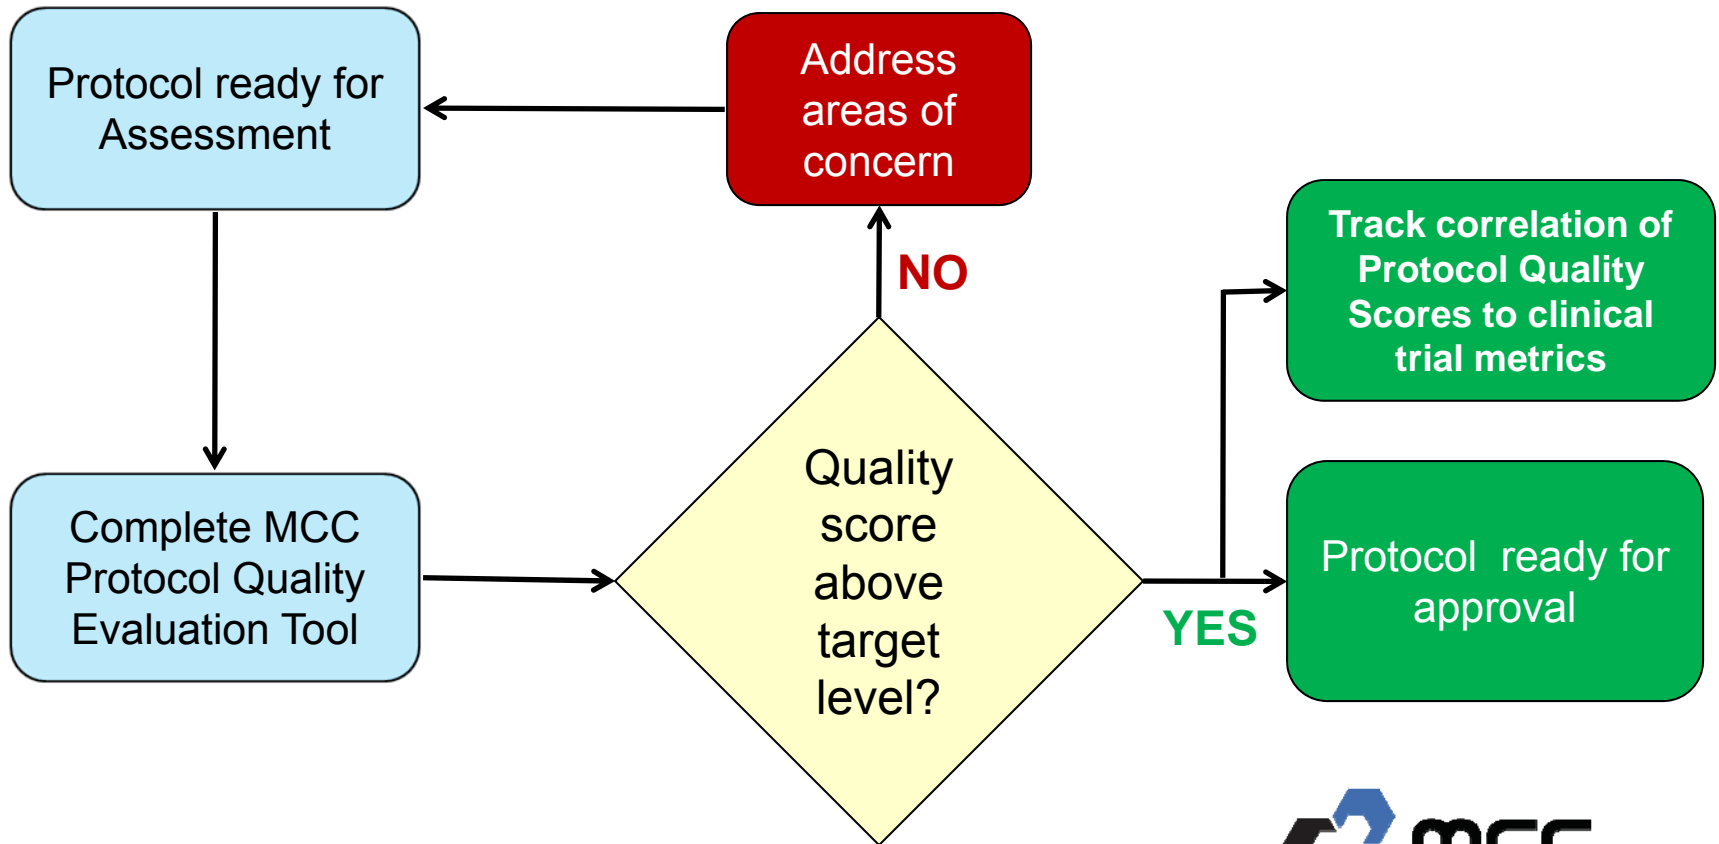 Protocol ready for
Assessment
Address
areas of
concern
NO
Track correlation of
Protocol Quality
Scores to clinical
trial metrics
Complete MCC
Protocol Quality
Evaluation Tool
Quality
score
above
target
level?
YES
Protocol ready for
approval
mcc